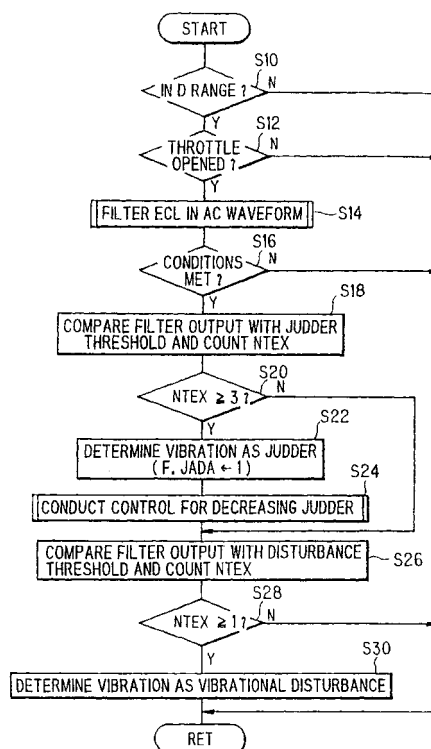 START
S10
IN D RANGE ?
N
Y
S12
THROTTLE
OPENED ?
N
Y
FILTER ECL IN AC WAVEFORM
S14
S16
CONDITIONS
MET ?
N
Y
S18
COMPARE FILTER OUTPUT WITH JUDDER
THRESHOLD AND COUNT NTEX
S20
NTEX ≧ 3 ?
N
Y
S22
DETERMINE VIBRATION AS JUDDER
(F. JADA ← 1)
S24
CONDUCT CONTROL FOR DECREASING JUDDER
COMPARE FILTER OUTPUT WITH DISTURBANCE
THRESHOLD AND COUNT NTEX
S26
S28
NTEX ≧ 1 ?
N
Y
S30
DETERMINE VIBRATION AS VIBRATIONAL DISTURBANCE
RET